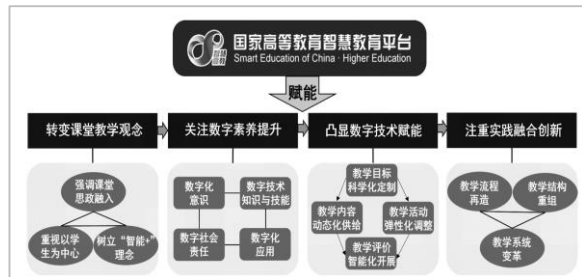 国家高等教育智慧教育平台
Smart Education of China · Higher Education
赋能
转变课堂教学观念
关注数字素养提升
凸显数字技术赋能
注重实践融合创新
强调课堂
思政融入
重视以学
生为中心
树立“智能+”
理念
数字化
意识
数字技术
知识与技能
数字社会
责任
数字化
应用
教学目标
科学化定制
教学内容
动态化供给
教学活动
弹性化调整
教学评价
智能化开展
教学流程
再造
教学结构
重组
教学系统
变革